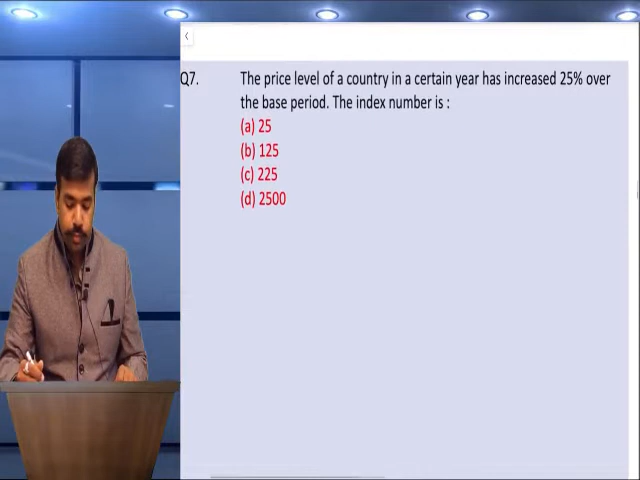 Q7. The price level of a country in a certain year has increased 25% over
the base period. The index number is :
(a) 25
(b) 125
(c) 225
(d) 2500